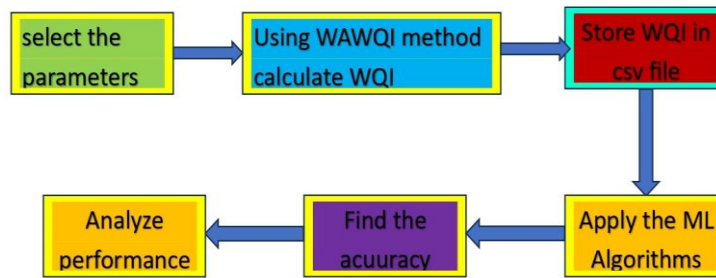 select the
parameters
Using WAWQI method
calculate WQI
Store WQI in
csv file
Apply the ML
Algorithms
Find the
acuuracy
Analyze
performance